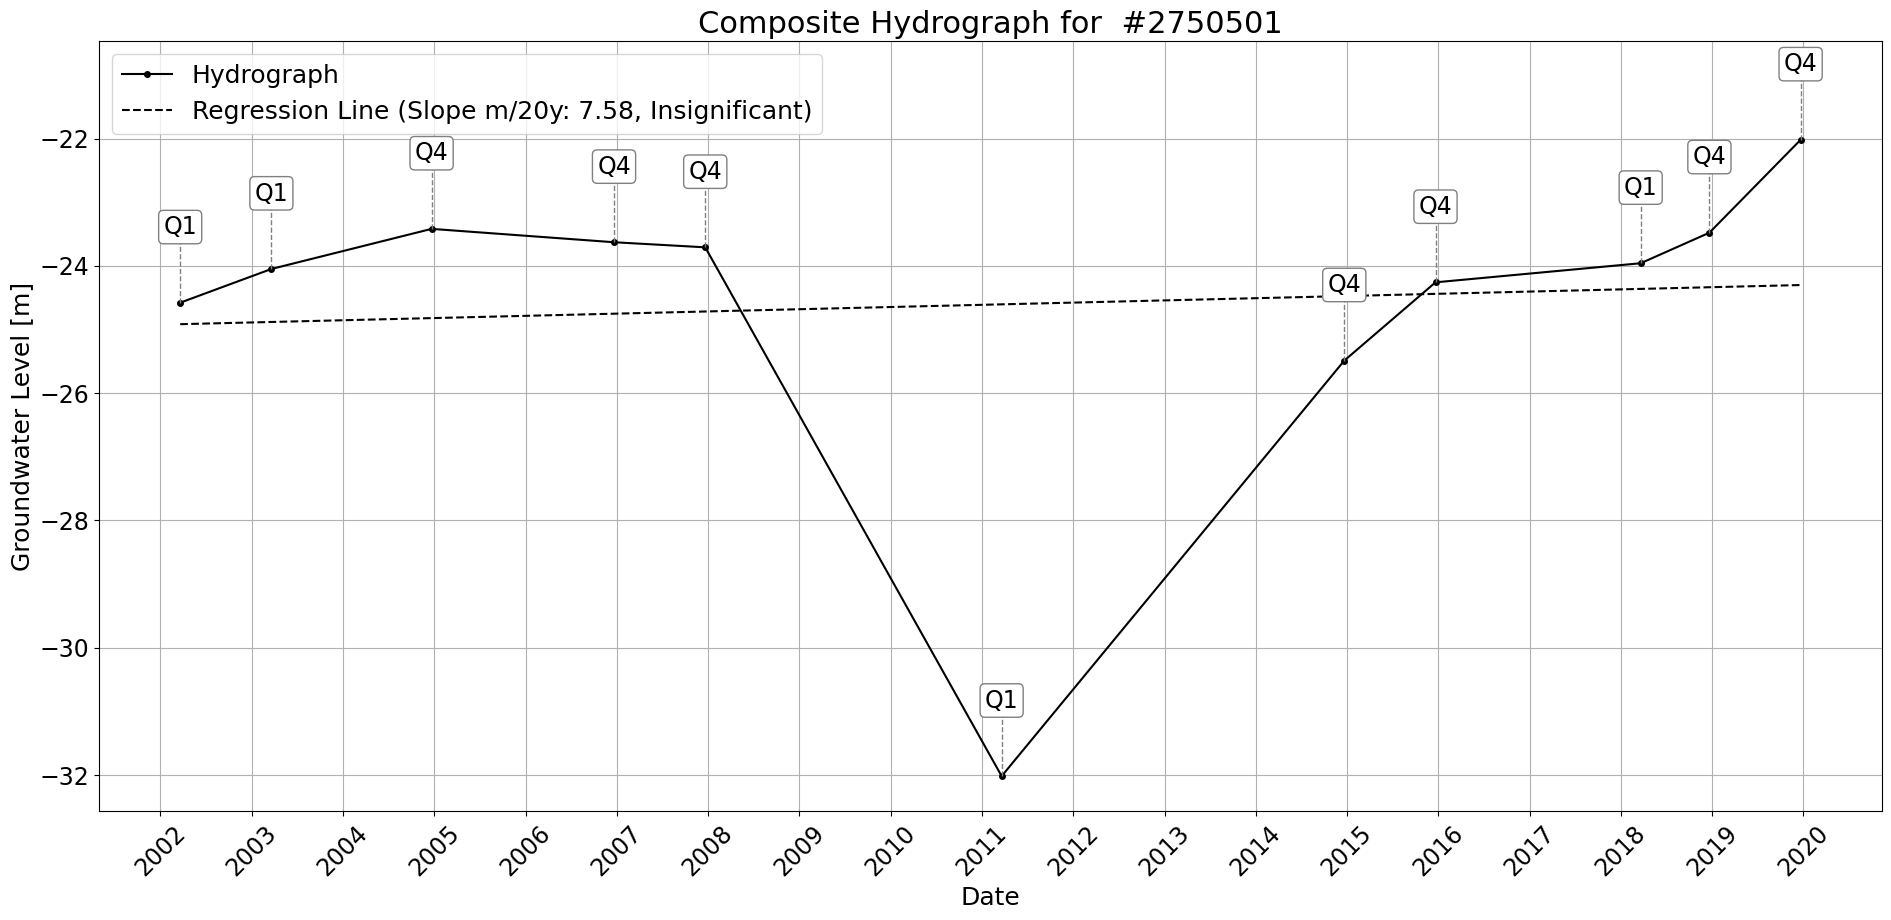 Composite Hydrograph for  #2750501
Hydrograph
Regression Line (Slope m/20y: 7.58, Insignificant)
Q4
Q4
Q4
Q4
Q4
Q1
Q1
Q4
Q1
Q4
Q4
Q1
Groundwater Level [m]
−22
−24
−26
−28
−30
−32
2002
2003
2004
2005
2006
2007
2008
2009
2010
2011
2012
2013
2014
2015
2016
2017
2018
2019
2020
Date